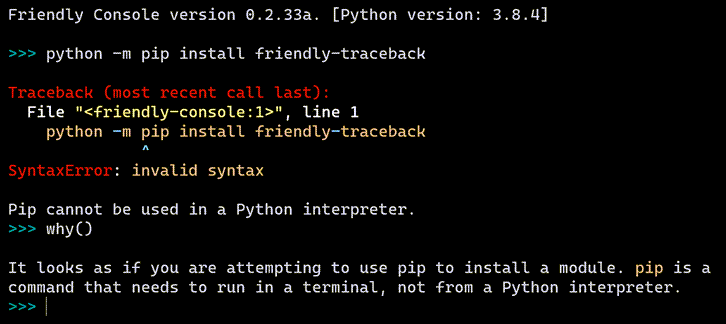 Friendly Console version 0.2.33a. [Python version: 3.8.4]
>>> python -m pip install friendly-traceback
Traceback (most recent call last):
  File "<friendly-console:1>", line 1
    python -m pip install friendly-traceback
              ^
SyntaxError: invalid syntax
Pip cannot be used in a Python interpreter.
>>> why()
It looks as if you are attempting to use pip to install a module. pip is a
command that needs to run in a terminal, not from a Python interpreter.
>>>